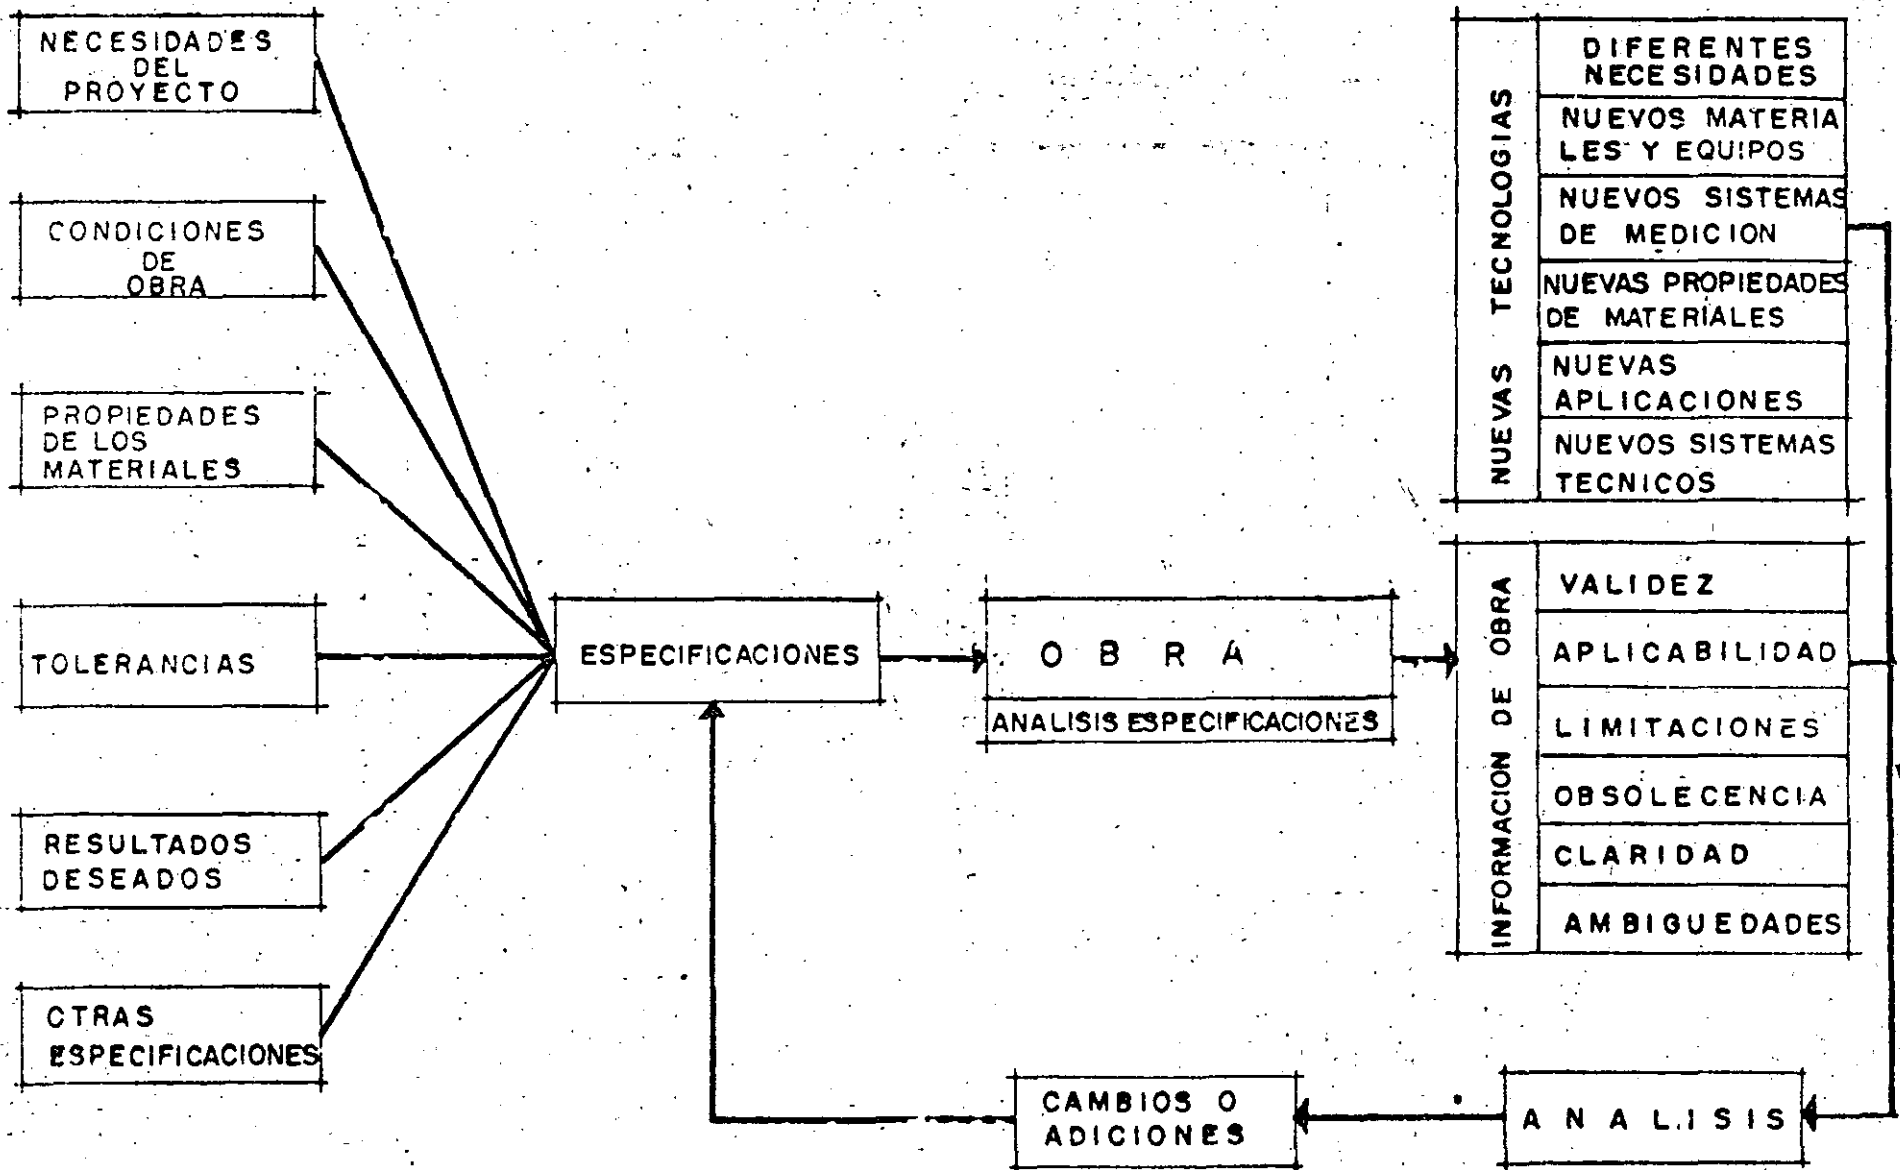 NECESIDADES
DEL
PROYECTO
CONDICIONES
DE
OBRA
PROPIEDADES
DE LOS
MATERIALES
TOLERANCIAS
RESULTADOS
DESEADOS
OTRAS
ESPECIFICACIONES
ESPECIFICACIONES
O B R A
ANALISIS ESPECIFICACIONES
NUEVAS TECNOLOGIAS
DIFERENTES
NECESIDADES
NUEVOS MATERIA
LES Y EQUIPOS
NUEVOS SISTEMAS
DE MEDICION
NUEVAS PROPIEDADES
DE MATERIALES
NUEVAS
APLICACIONES
NUEVOS SISTEMAS
TECNICOS
INFORMACION DE OBRA
VALIDEZ
APLICABILIDAD
LIMITACIONES
OBSOLECENCIA
CLARIDAD
AMBIGUEDADES
CAMBIOS O
ADICIONES
A N A L I S I S